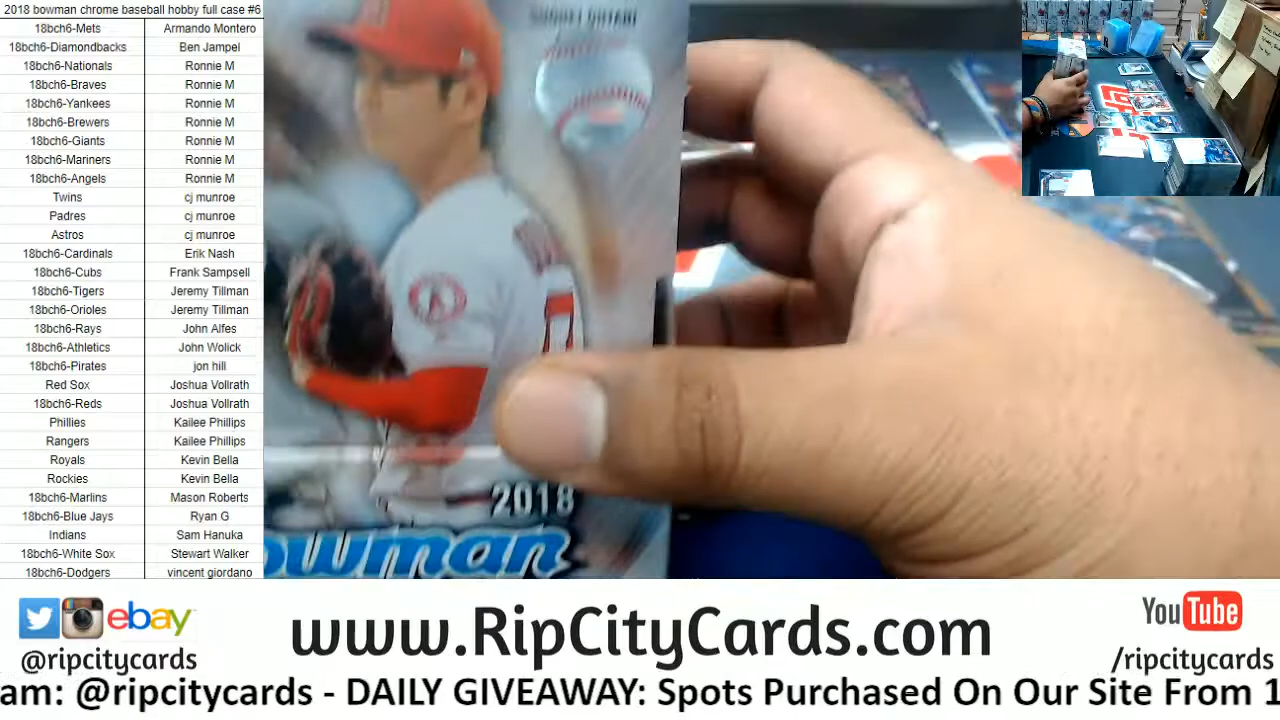 2018 bowman chrome baseball hobby full case #6
18bch6-Mets Armando Montero
18bch6-Diamondbacks Ben Jampel
18bch6-Nationals Ronnie M
18bch6-Braves Ronnie M
18bch6-Yankees Ronnie M
18bch6-Brewers Ronnie M
18bch6-Giants Ronnie M
18bch6-Mariners Ronnie M
18bch6-Angels Ronnie M
Twins cj munroe
Padres cj munroe
Astros cj munroe
18bch6-Cardinals Erik Nash
18bch6-Cubs Frank Sampsell
18bch6-Tigers Jeremy Tillman
18bch6-Orioles Jeremy Tillman
18bch6-Rays John Alfes
18bch6-Athletics John Wolick
18bch6-Pirates jon hill
Red Sox Joshua Vollrath
18bch6-Reds Joshua Vollrath
Phillies Kailee Phillips
Rangers Kailee Phillips
Royals Kevin Bella
Rockies Kevin Bella
18bch6-Marlins Mason Roberts
18bch6-Blue Jays Ryan G
Indians Sam Hanuka
18bch6-White Sox Stewart Walker
18bch6-Dodgers vincent giordano
2018
owman
ebay
@ripcitycards
www.RipCityCards.com
YouTube
/ripcitycards
am: @ripcitycards - DAILY GIVEAWAY: Spots Purchased On Our Site From 1